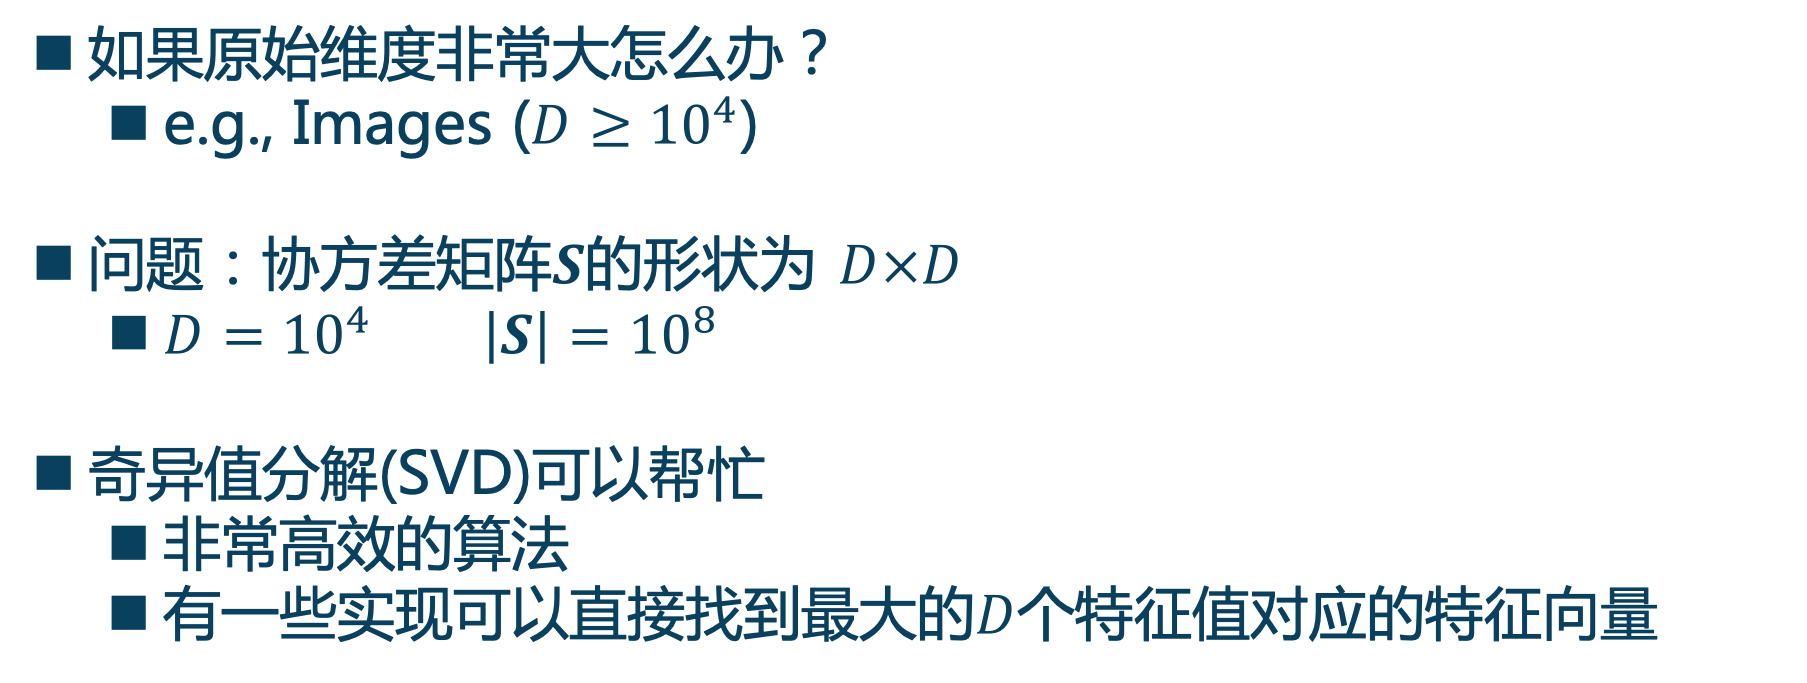 ■ 如果原始维度非常大怎么办？
■ e.g., Images (D ≥ 10⁴)
■ 问题：协方差矩阵S的形状为 D×D
■ D = 10⁴ |S| = 10⁸
■ 奇异值分解(SVD)可以帮忙
■ 非常高效的算法
■ 有一些实现可以直接找到最大的D个特征值对应的特征向量